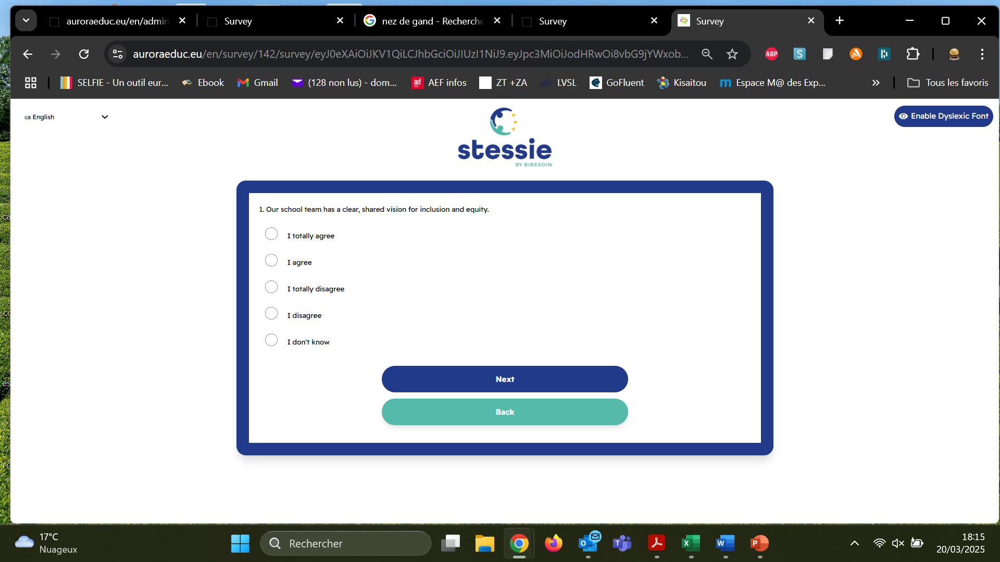 auroraeduc.eu/en/admin
Survey
nez de gand - Recherche
Survey
Survey
auroraeduc.eu/en/survey/142/survey/eyJ0eXAiOiJKV1QiLCJhbGciOiJIUzI1NiJ9.eyJpc3MiOiJodHRwOi8vbG9jYWxob...
ABP
S
SELFIE - Un outil eur...
Ebook
Gmail
(128 non lus) - dom...
aef
AEF infos
ZT +ZA
LVSL
GoFluent
Kisaitou
m
Espace M@ des Exp...
Tous les favoris
GB English
Enable Dyslexic Font
stessie
BY BIBESOIN
1. Our school team has a clear, shared vision for inclusion and equity.
I totally agree
I agree
I totally disagree
I disagree
I don't know
Next
Back
17°C
Nuageux
Rechercher
18:15
20/03/2025